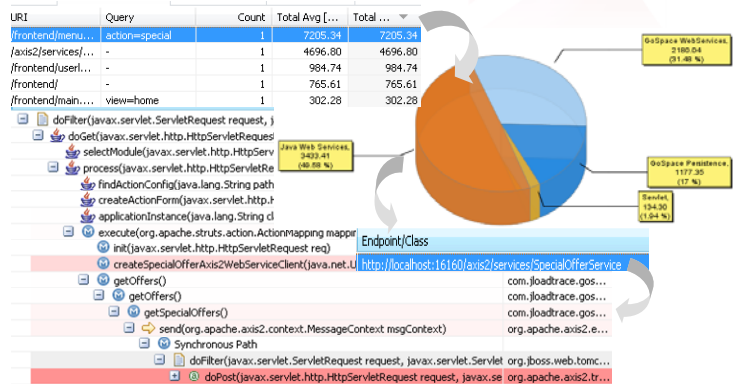 URI Query Count Total Avg [... Total ...
/frontend/menu... action=special 1 7205.34 7205.34
/axis2/services/... - 1 4696.80 4696.80
/frontend/userl... - 1 984.74 984.74
/frontend/ - 1 765.61 765.61
/frontend/main.... view=home 1 302.28 302.28
GoSpace WebServices,
2180.04
(31.48 %)
Java Web Services,
3433.41
(49.58 %)
GoSpace Persistence,
1177.35
(17 %)
Servlet,
134.30
(1.94 %)
doFilter(javax.servlet.ServletRequest request, j
doGet(javax.servlet.http.HttpServletRequest
selectModule(javax.servlet.http.HttpServ
process(javax.servlet.http.HttpServletRe
findActionConfig(java.lang.String path
createActionForm(javax.servlet.http.H
applicationInstance(java.lang.String cl
execute(org.apache.struts.action.ActionMapping mappin
init(javax.servlet.http.HttpServletRequest req)
createSpecialOfferAxis2WebServiceClient(java.net.U
Endpoint/Class
http://localhost:16160/axis2/services/SpecialOfferService
getOffers() com.jloadtrace.gos...
getOffers() com.jloadtrace.gos...
getSpecialOffers() com.jloadtrace.gos...
send(org.apache.axis2.context.MessageContext msgContext) org.apache.axis2.e...
Synchronous Path
doFilter(javax.servlet.ServletRequest request, javax.servlet.Servlet org.jboss.web.tomc...
doPost(javax.servlet.http.HttpServletRequest request, javax.se org.apache.axis2.tr...